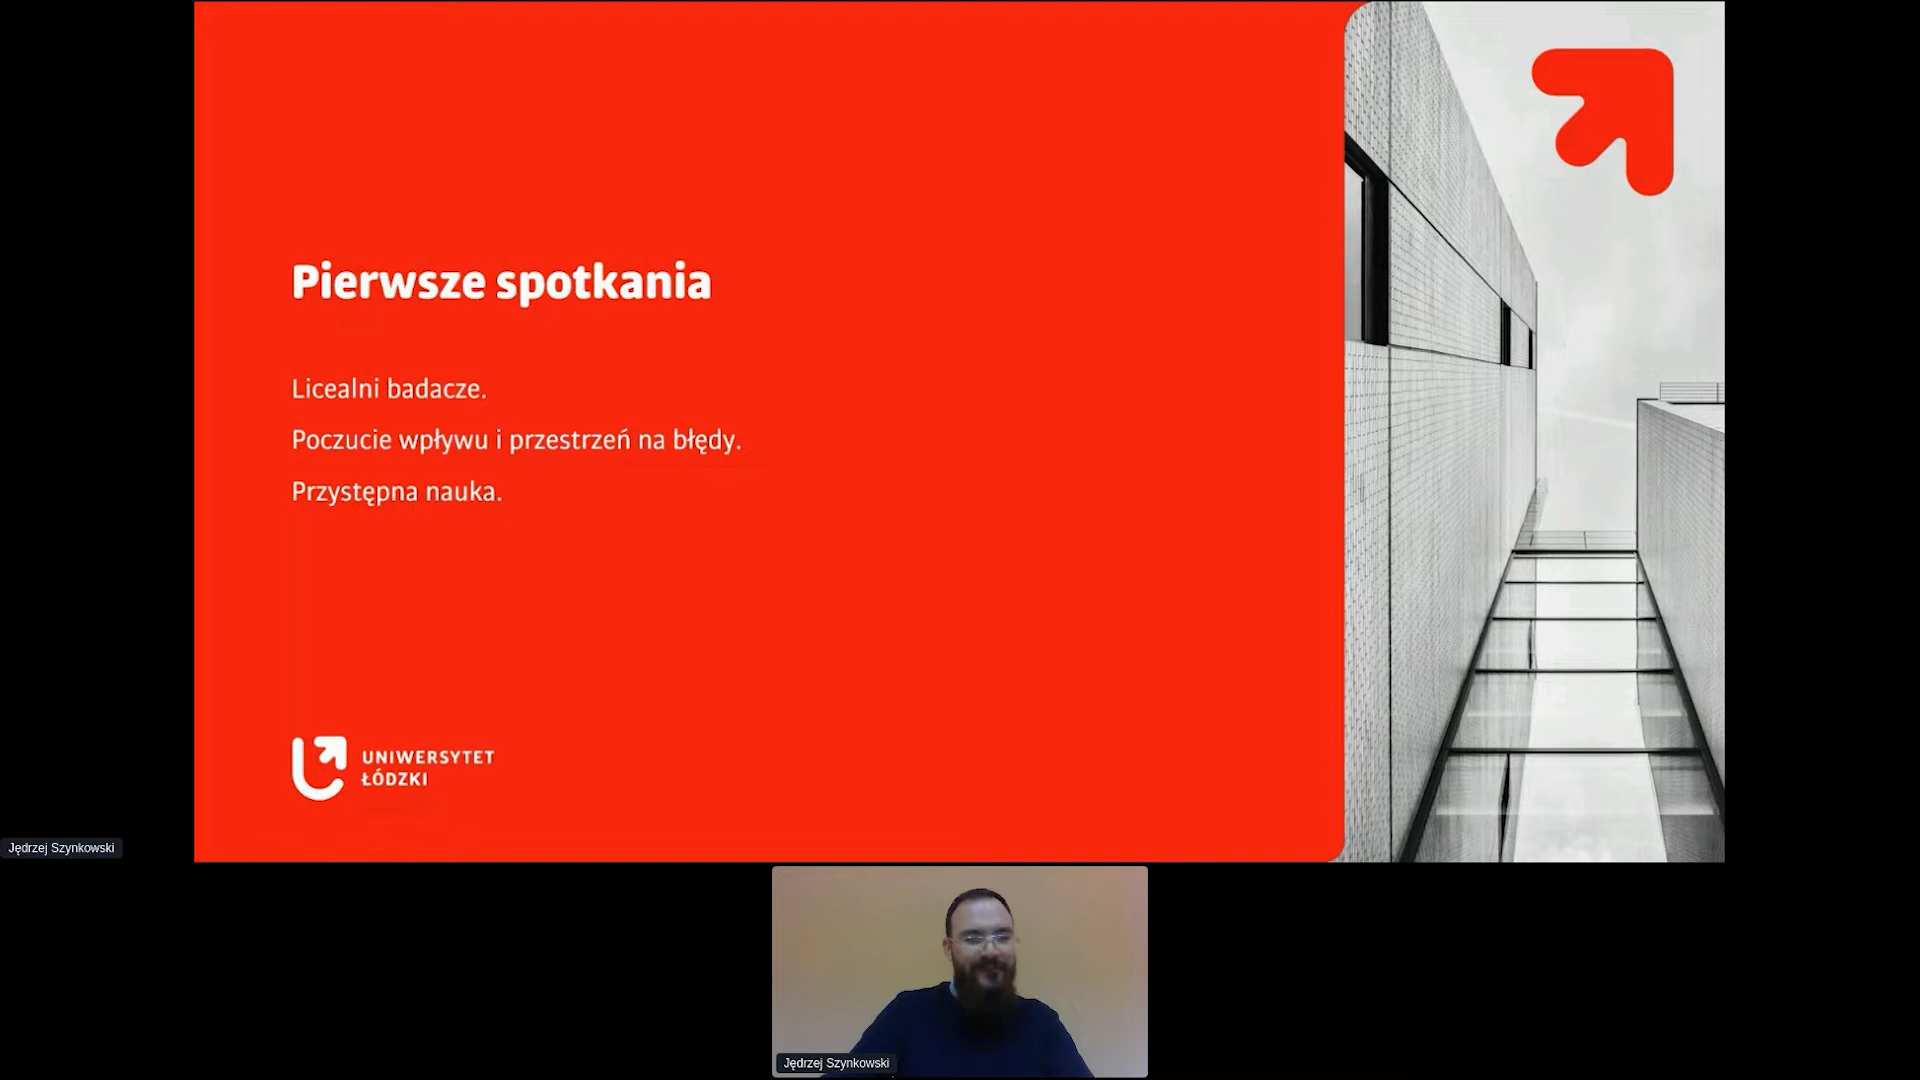 Pierwsze spotkania
Licealni badacze.
Poczucie wpływu i przestrzeń na błędy.
Przystępna nauka.
UNIWERSYTET
ŁÓDZKI
Jędrzej Szynkowski
Jędrzej Szynkowski